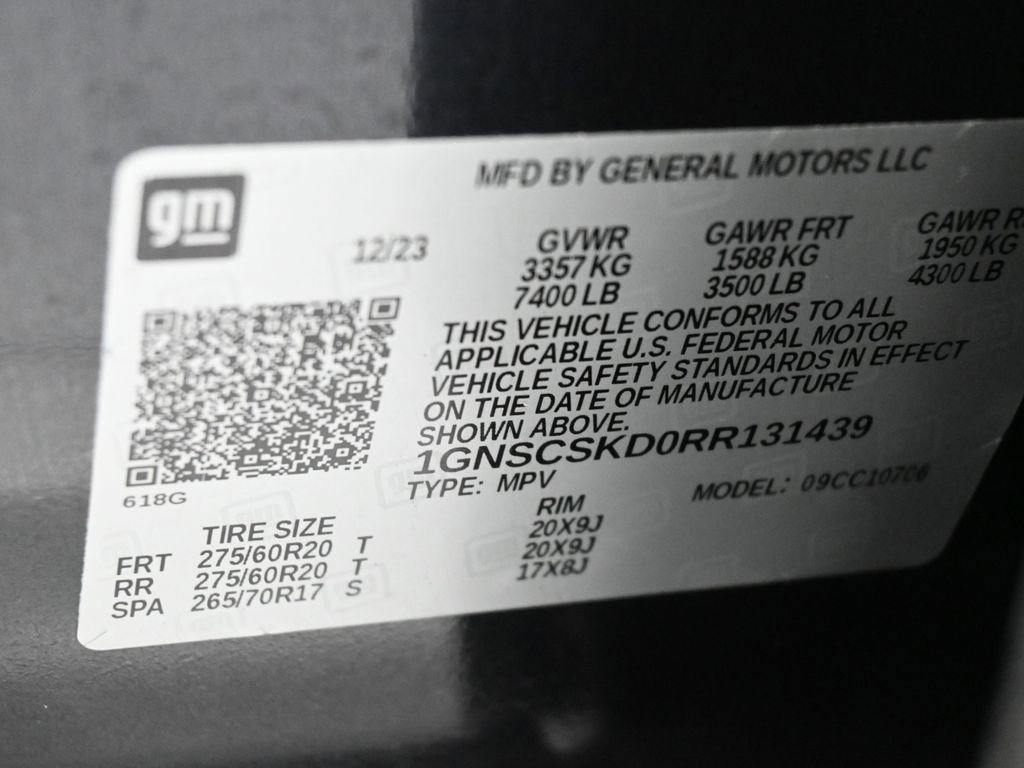 gm
MFD BY GENERAL MOTORS LLC
12/23 GVWR GAWR FRT GAWR
3357 KG 1588 KG 1950 KG
7400 LB 3500 LB 4300 LB
THIS VEHICLE CONFORMS TO ALL
APPLICABLE U.S. FEDERAL MOTOR
VEHICLE SAFETY STANDARDS IN EFFECT
ON THE DATE OF MANUFACTURE
SHOWN ABOVE.
1GNSCSKD0RR131439
618G
TYPE: MPV MODEL: 09CC10706
TIRE SIZE RIM
FRT 275/60R20 T 20X9J
RR 275/60R20 T 20X9J
SPA 265/70R17 S 17X8J